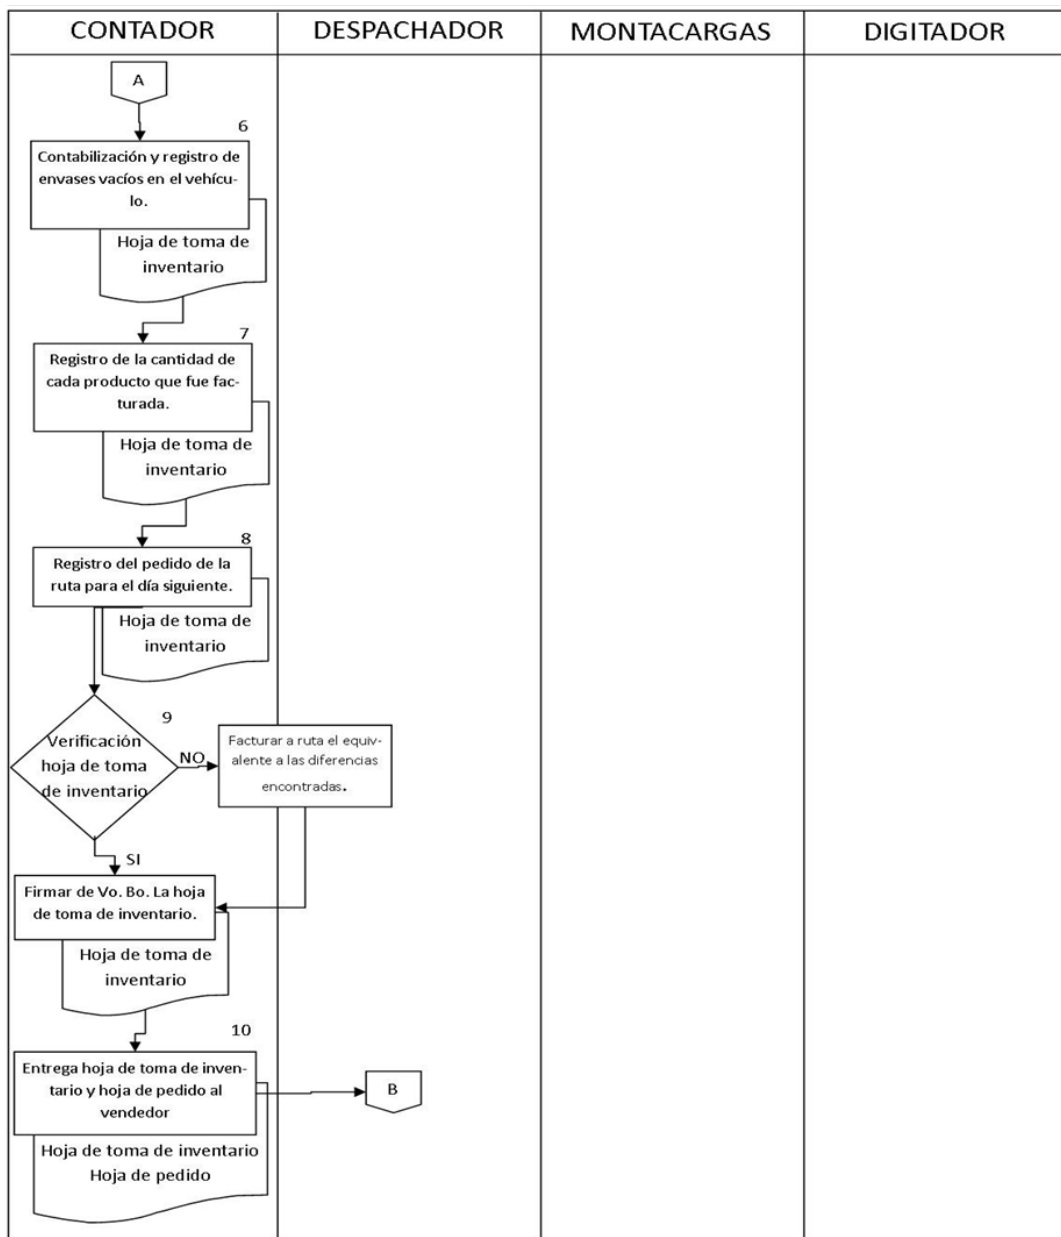 CONTADOR
DESPACHADOR
MONTACARGAS
DIGITADOR
A
6
Contabilización y registro de
envases vacíos en el vehícu-
lo.
Hoja de toma de
inventario
7
Registro de la cantidad de
cada producto que fue fac-
turada.
Hoja de toma de
inventario
8
Registro del pedido de la
ruta para el día siguiente.
Hoja de toma de
inventario
9
Verificación
hoja de toma
de inventario
NO
Facturar a ruta el equiv-
alente a las diferencias
encontradas.
SI
Firmar de Vo. Bo. La hoja
de toma de inventario.
Hoja de toma de
inventario
10
Entrega hoja de toma de inven-
tario y hoja de pedido al
vendedor
B
Hoja de toma de inventario
Hoja de pedido